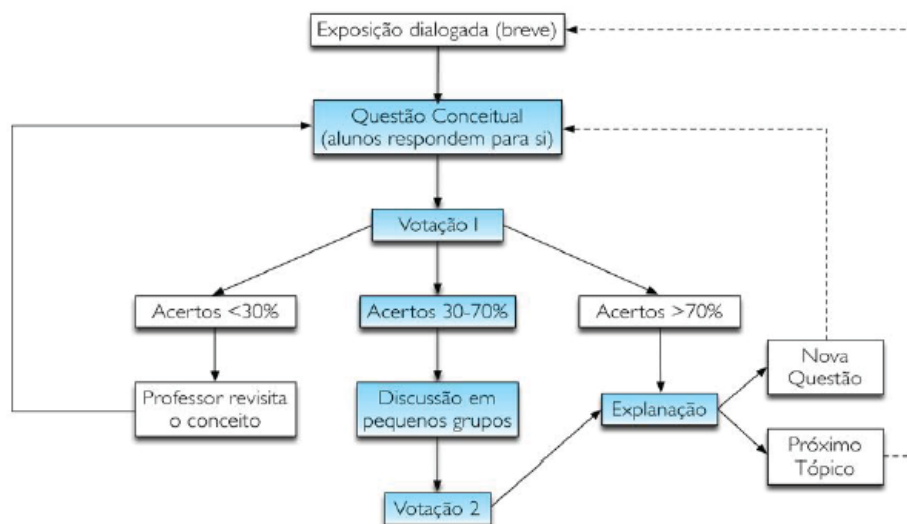 Exposição dialogada (breve)
Questão Conceitual
(alunos respondem para si)
Votação 1
Acertos <30%
Acertos 30-70%
Acertos >70%
Professor revisita
o conceito
Discussão em
pequenos grupos
Explanação
Nova
Questão
Próximo
Tópico
Votação 2